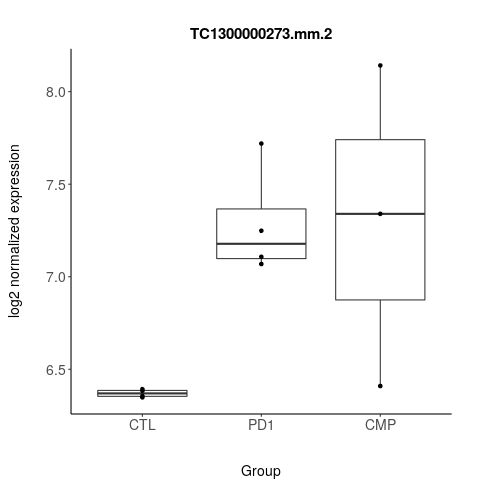 TC1300000273.mm.2
log2 normalized expression
8.0
7.5
7.0
6.5
CTL PD1 CMP
Group